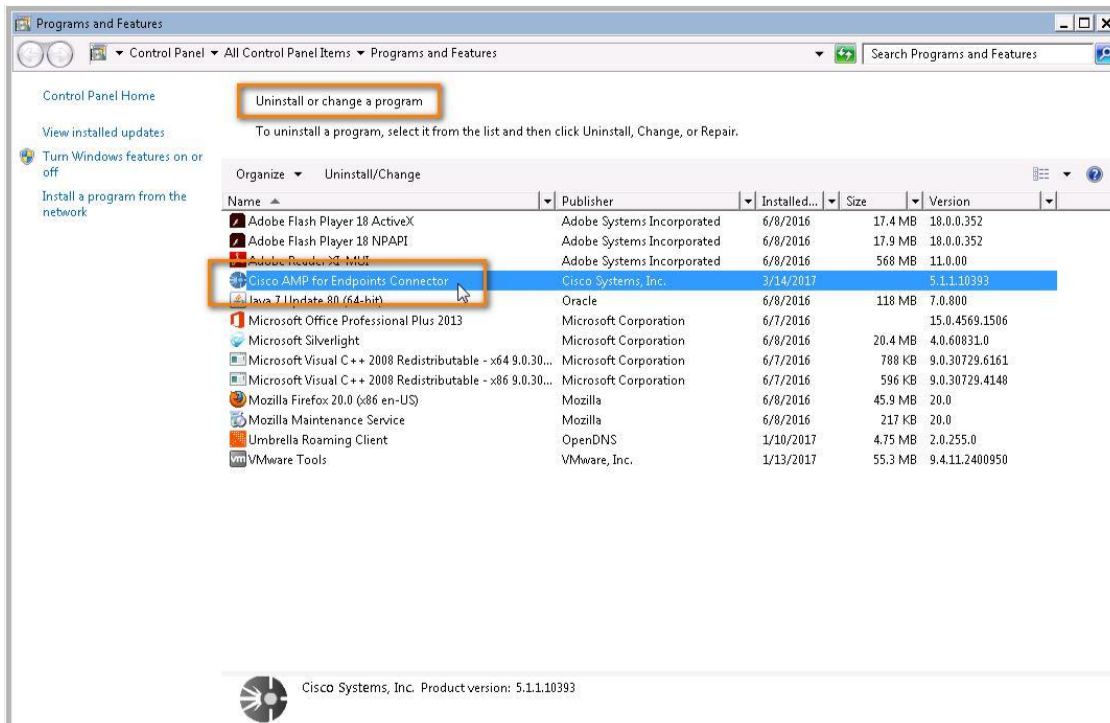 Programs and Features
Control Panel All Control Panel Items Programs and Features Search Programs and Features
Control Panel Home
View installed updates
Turn Windows features on or
off
Install a program from the
network
Uninstall or change a program
To uninstall a program, select it from the list and then click Uninstall, Change, or Repair.
Organize Uninstall/Change
Name Publisher Installed... Size Version
Adobe Flash Player 18 ActiveX Adobe Systems Incorporated 6/8/2016 17.4 MB 18.0.0.352
Adobe Flash Player 18 NPAPI Adobe Systems Incorporated 6/8/2016 17.9 MB 18.0.0.352
Adobe Reader XI MUI Adobe Systems Incorporated 6/8/2016 568 MB 11.0.00
Cisco AMP for Endpoints Connector Cisco Systems, Inc. 3/14/2017 5.1.1.10393
Java 7 Update 80 (64-bit) Oracle 6/8/2016 118 MB 7.0.800
Microsoft Office Professional Plus 2013 Microsoft Corporation 6/7/2016 15.0.4569.1506
Microsoft Silverlight Microsoft Corporation 6/8/2016 20.4 MB 4.0.60831.0
Microsoft Visual C++ 2008 Redistributable - x64 9.0.30... Microsoft Corporation 6/7/2016 788 KB 9.0.30729.6161
Microsoft Visual C++ 2008 Redistributable - x86 9.0.30... Microsoft Corporation 6/7/2016 596 KB 9.0.30729.4148
Mozilla Firefox 20.0 (x86 en-US) Mozilla 6/8/2016 45.9 MB 20.0
Mozilla Maintenance Service Mozilla 6/8/2016 217 KB 20.0
Umbrella Roaming Client OpenDNS 1/10/2017 4.75 MB 2.0.255.0
vm VMware Tools VMware, Inc. 1/13/2017 55.3 MB 9.4.11.2400950
Cisco Systems, Inc. Product version: 5.1.1.10393